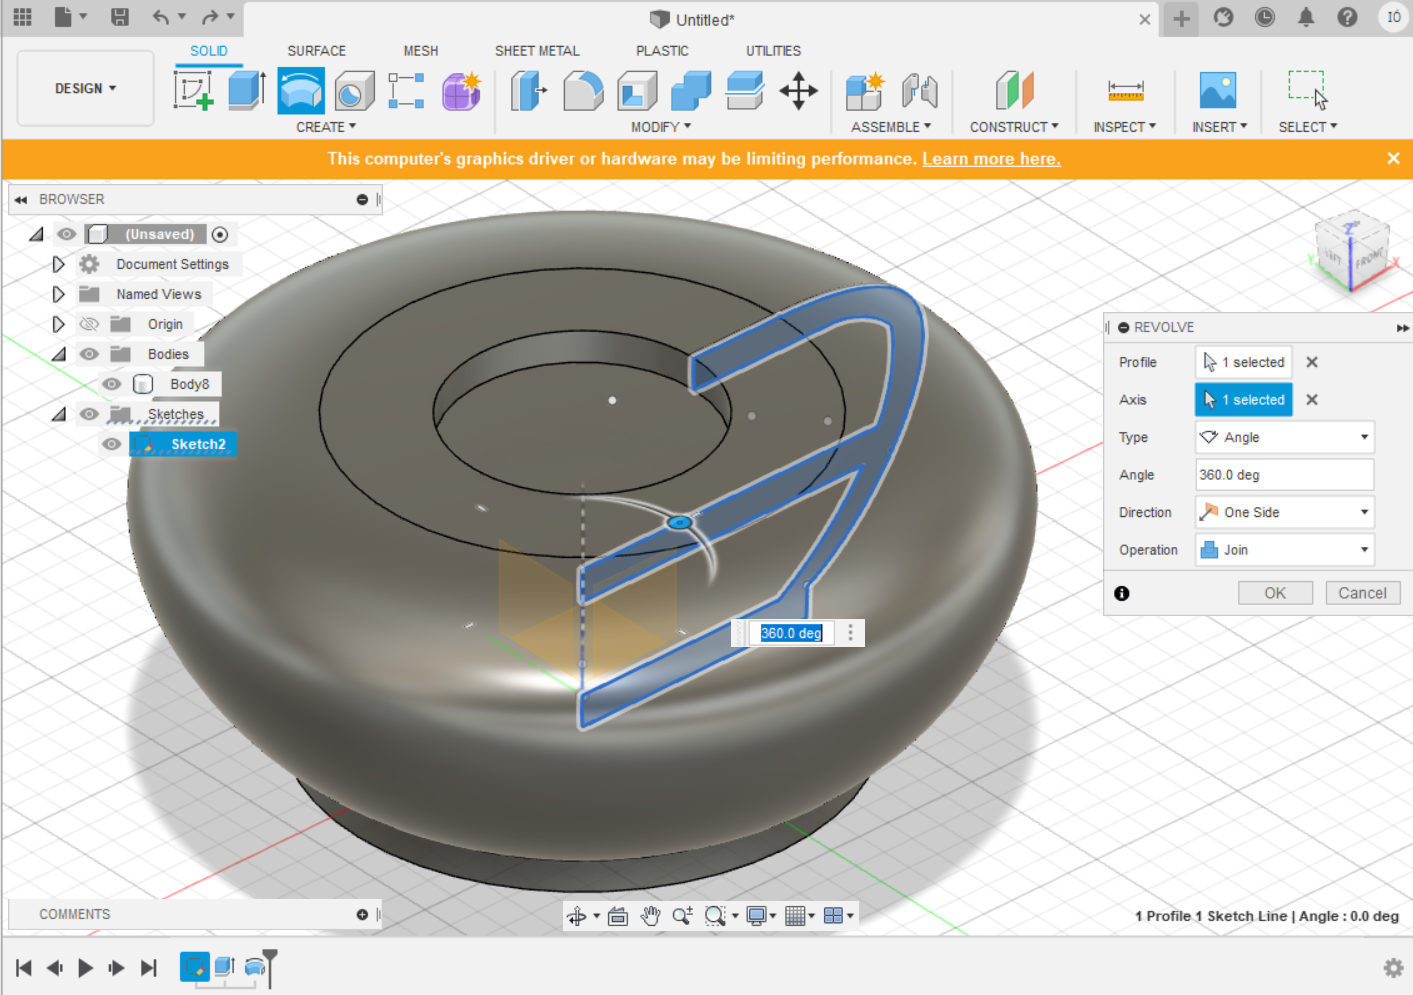 Untitled*
IÓ
SOLID SURFACE MESH SHEET METAL PLASTIC UTILITIES
DESIGN
CREATE MODIFY ASSEMBLE CONSTRUCT INSPECT INSERT SELECT
This computer's graphics driver or hardware may be limiting performance. Learn more here.
BROWSER
(Unsaved)
Document Settings
Named Views
Origin
Bodies
Body8
Sketches
Sketch2
Z
FRONT
X
Y
REVOLVE
Profile 1 selected
Axis 1 selected
Type Angle
Angle 360.0 deg
Direction One Side
Operation Join
OK Cancel
360.0 deg
COMMENTS
1 Profile 1 Sketch Line | Angle : 0.0 deg